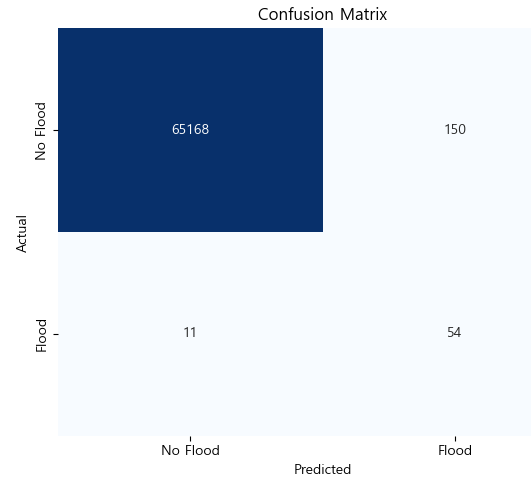 Confusion Matrix
No Flood
65168
150
Actual
Flood
11
54
No Flood
Flood
Predicted